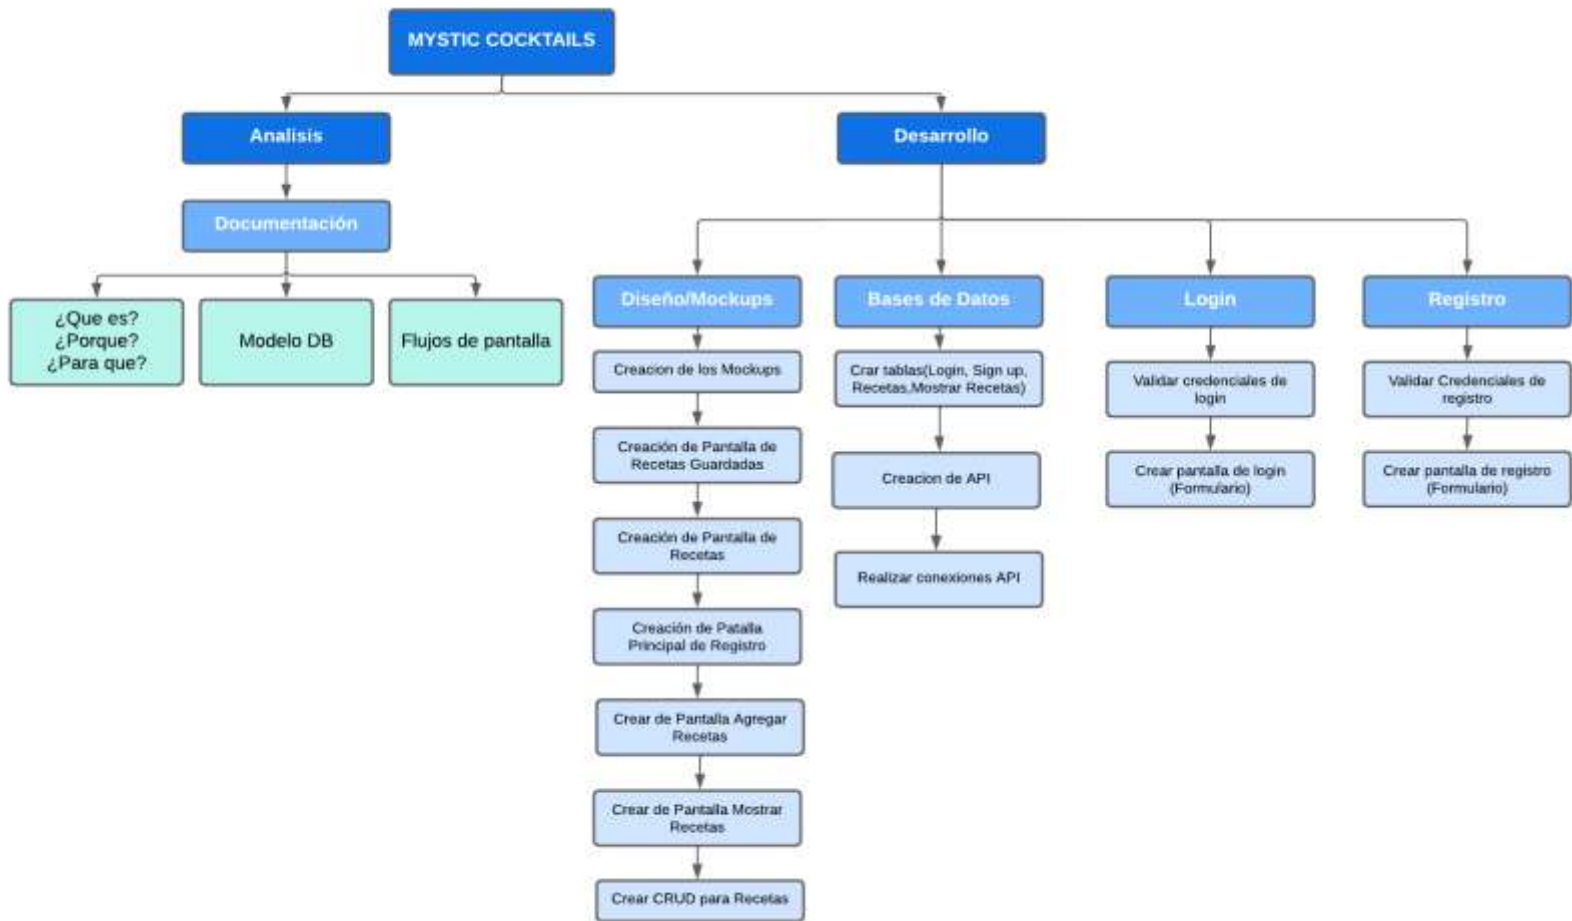 MYSTIC COCKTAILS
Analisis
Desarrollo
Documentación
¿Que es?
¿Porque?
¿Para que?
Modelo DB
Flujos de pantalla
Diseño/Mockups
Creacion de los Mockups
Creación de Pantalla de
Recetas Guardadas
Creación de Pantalla de
Recetas
Creación de Patalla
Principal de Registro
Crear de Pantalla Agregar
Recetas
Crear de Pantalla Mostrar
Recetas
Crear CRUD para Recetas
Bases de Datos
Crar tablas(Login, Sign up,
Recetas,Mostrar Recetas)
Creacion de API
Realizar conexiones API
Login
Validar credenciales de
login
Crear pantalla de login
(Formulario)
Registro
Validar Credenciales de
registro
Crear pantalla de registro
(Formulario)